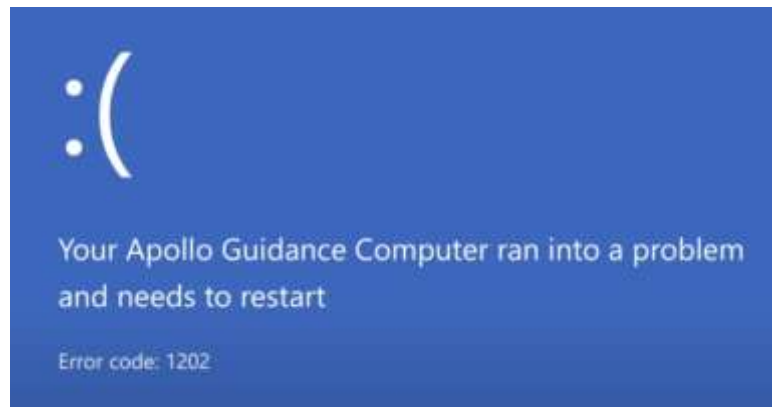 :(
Your Apollo Guidance Computer ran into a problem
and needs to restart
Error code: 1202